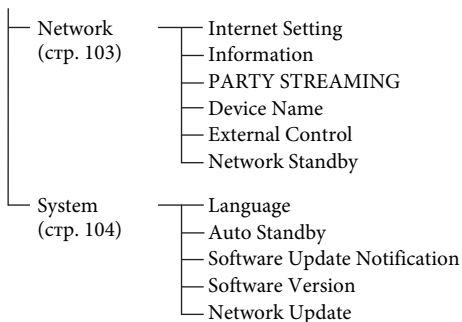 Network
(стр. 103)
Internet Setting
Information
PARTY STREAMING
Device Name
External Control
Network Standby
System
(стр. 104)
Language
Auto Standby
Software Update Notification
Software Version
Network Update